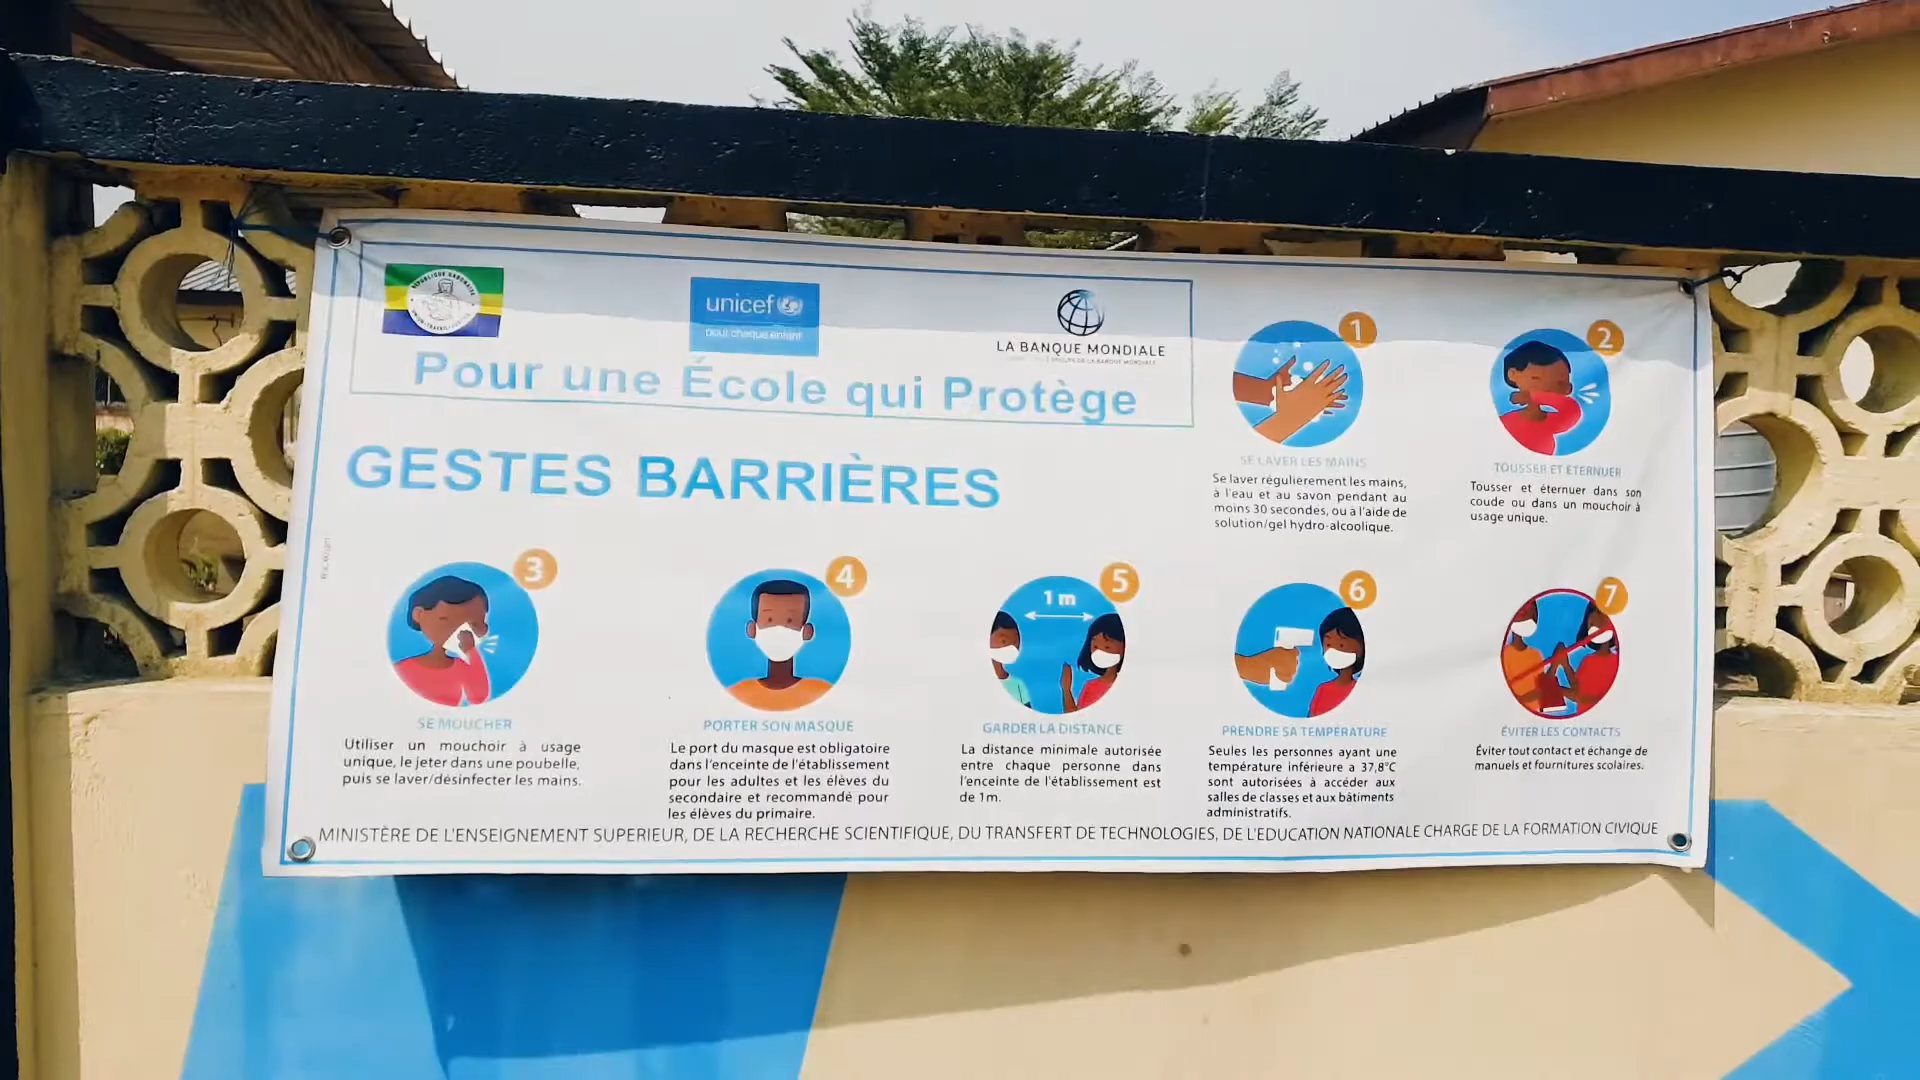 REPUBLIQUE GABONAISE
unicef
pour chaque enfant
LA BANQUE MONDIALE
Pour une École qui Protège
GESTES BARRIÈRES
1
SE LAVER LES MAINS
Se laver régulièrement les mains,
à l'eau et au savon pendant au
moins 30 secondes, ou à l'aide de
solution/gel hydro-alcoolique.
2
TOUSSER ET ETERNUER
Tousser et éternuer dans son
coude ou dans un mouchoir à
usage unique.
3
SE MOUCHER
Utiliser un mouchoir à usage
unique, le jeter dans une poubelle,
puis se laver/désinfecter les mains.
4
PORTER SON MASQUE
Le port du masque est obligatoire
dans l'enceinte de l'établissement
pour les adultes et les élèves du
secondaire et recommandé pour
les élèves du primaire.
5
1 m
GARDER LA DISTANCE
La distance minimale autorisée
entre chaque personne dans
l'enceinte de l'établissement est
de 1m.
6
PRENDRE SA TEMPÉRATURE
Seules les personnes ayant une
température inférieure a 37,8°C
sont autorisées à accéder aux
salles de classes et aux bâtiments
administratifs.
7
ÉVITER LES CONTACTS
Éviter tout contact et échange de
manuels et fournitures scolaires.
MINISTÈRE DE L'ENSEIGNEMENT SUPERIEUR, DE LA RECHERCHE SCIENTIFIQUE, DU TRANSFERT DE TECHNOLOGIES, DE L'EDUCATION NATIONALE CHARGE DE LA FORMATION CIVIQUE